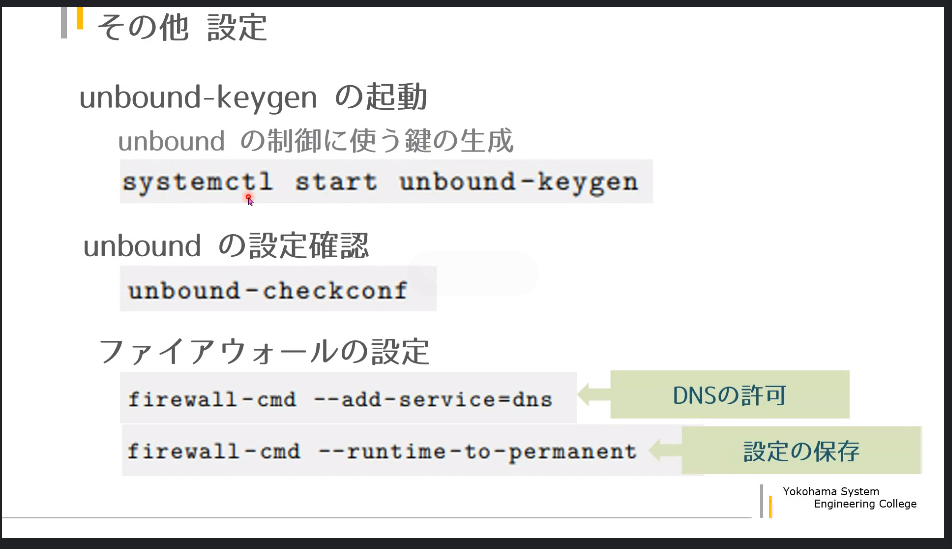 その他 設定
unbound-keygen の起動
unbound の制御に使う鍵の生成
systemctl start unbound-keygen
unbound の設定確認
unbound-checkconf
ファイアウォールの設定
firewall-cmd --add-service=dns
DNSの許可
firewall-cmd --runtime-to-permanent
設定の保存
Yokohama System
Engineering College